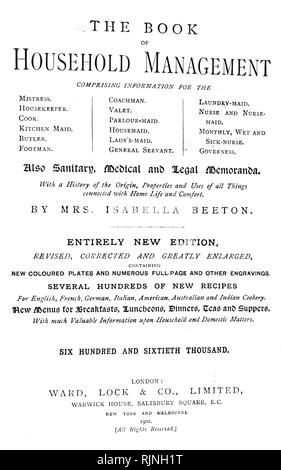 THE BOOK
OF
HOUSEHOLD MANAGEMENT
COMPRISING INFORMATION FOR THE
MISTRESS.
HOUSEKEEPER.
COOK.
KITCHEN MAID.
BUTLER.
FOOTMAN.
COACHMAN.
VALET.
PARLOUR-MAID.
HOUSEMAID.
LADY'S-MAID.
GENERAL SERVANT.
LAUNDRY-MAID.
NURSE AND NURSE-
MAID.
MONTHLY, WET AND
SICK-NURSE.
GOVERNESS.
Also Sanitary, Medical and Legal Memoranda.
With a History of the Origin, Properties and Uses of all Things
connected with Home Life and Comfort.
BY MRS. ISABELLA BEETON.
ENTIRELY NEW EDITION,
REVISED, CORRECTED AND GREATLY ENLARGED,
CONTAINING
NEW COLOURED PLATES AND NUMEROUS FULL-PAGE AND OTHER ENGRAVINGS.
SEVERAL HUNDREDS OF NEW RECIPES
For English, French, German, Italian, American, Australian and Indian Cookery.
New Menus for Breakfasts, Luncheons, Dinners, Teas and Suppers.
With much Valuable Information upon Household and Domestic Matters.
SIX HUNDRED AND SIXTIETH THOUSAND.
LONDON:
WARD, LOCK & CO., LIMITED,
WARWICK HOUSE, SALISBURY SQUARE, E.C.
NEW YORK AND MELBOURNE
1901.
[All Rights Reserved.]
alamy
Image ID: RJNH1T
www.alamy.com